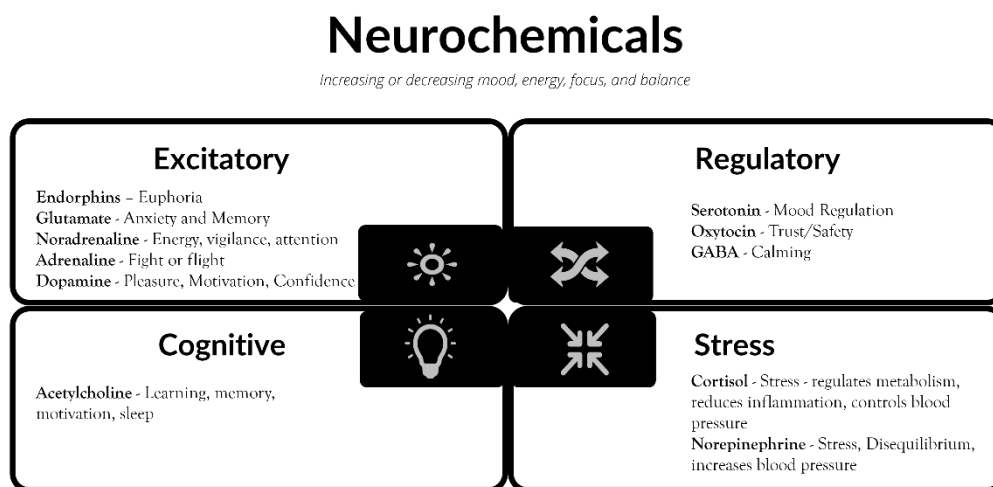 Neurochemicals
Increasing or decreasing mood, energy, focus, and balance
Excitatory
Endorphins – Euphoria
Glutamate - Anxiety and Memory
Noradrenaline - Energy, vigilance, attention
Adrenaline - Fight or flight
Dopamine - Pleasure, Motivation, Confidence
Regulatory
Serotonin - Mood Regulation
Oxytocin - Trust/Safety
GABA - Calming
Cognitive
Acetylcholine - Learning, memory,
motivation, sleep
Stress
Cortisol - Stress - regulates metabolism,
reduces inflammation, controls blood
pressure
Norepinephrine - Stress, Disequilibrium,
increases blood pressure